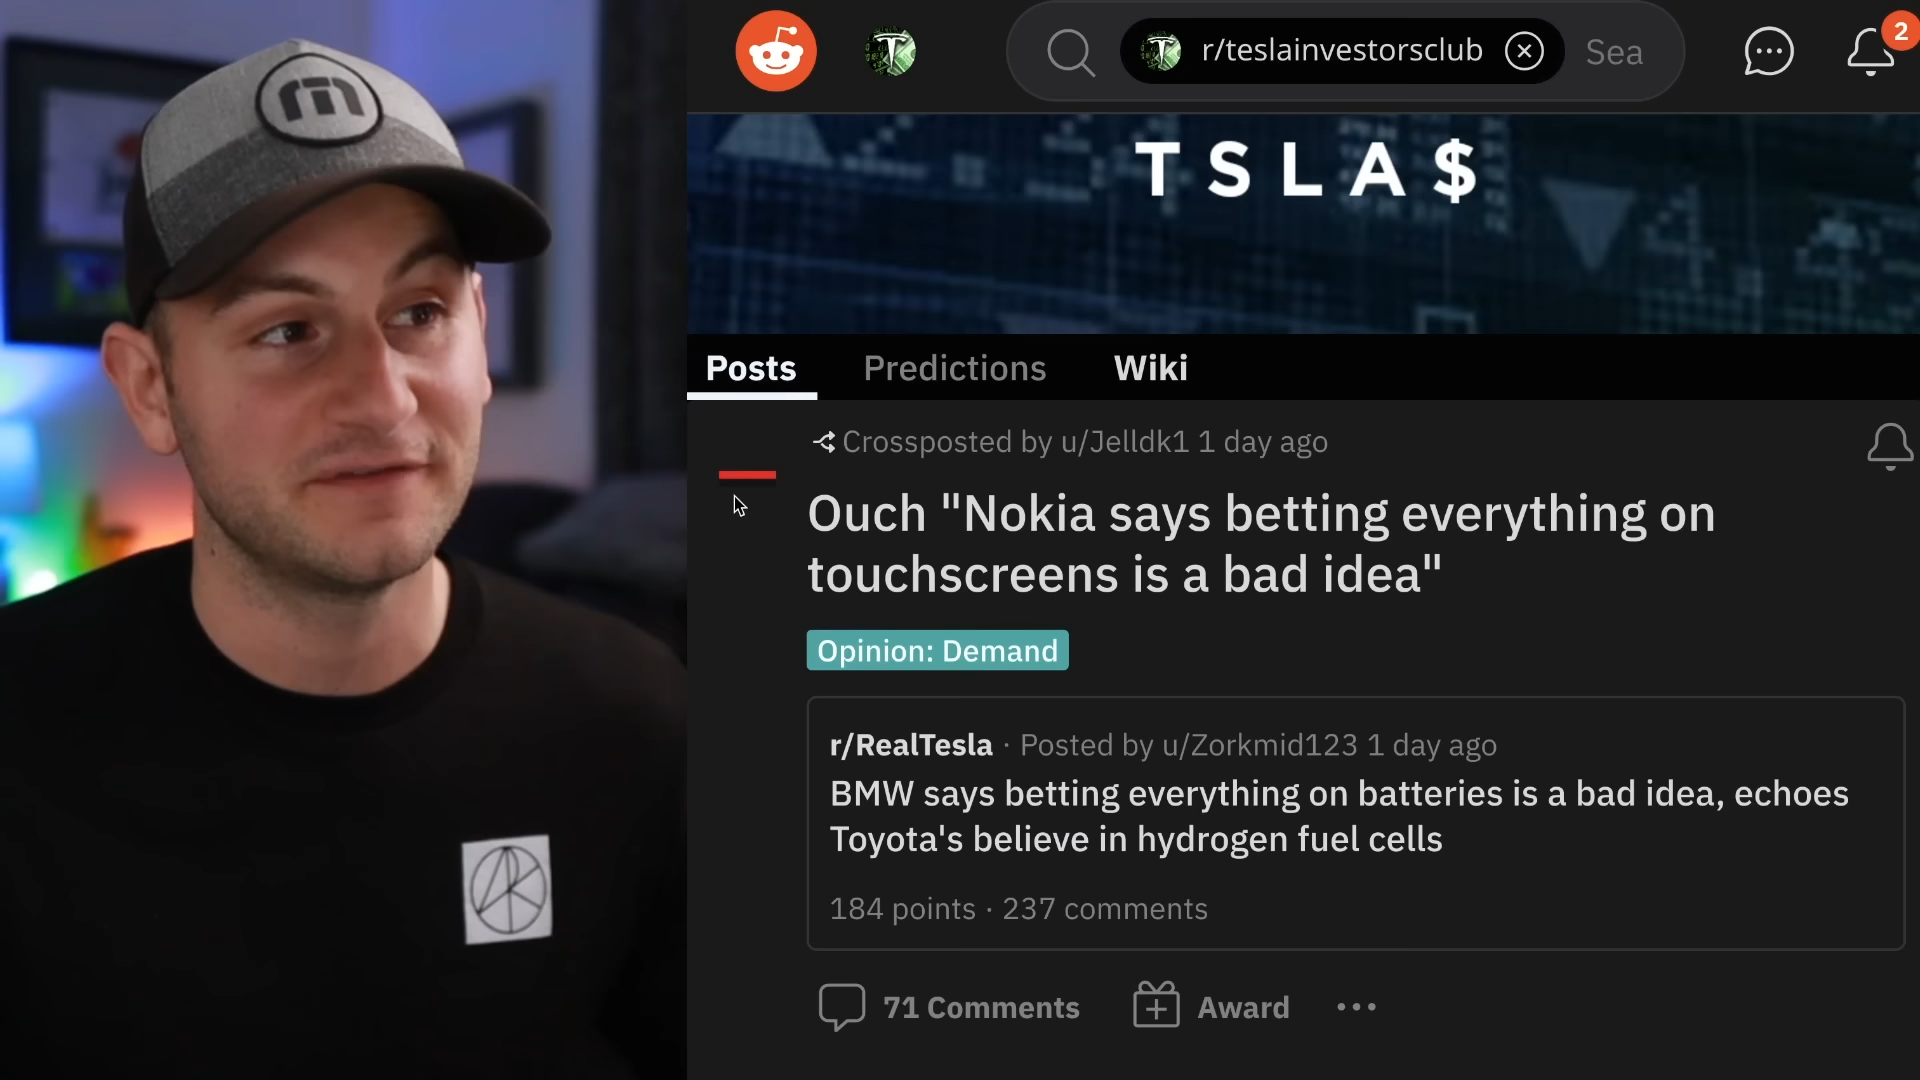 r/teslainvestorsclub
Sea
2
TSLA$
Posts
Predictions
Wiki
Crossposted by u/Jelldk1 1 day ago
Ouch "Nokia says betting everything on
touchscreens is a bad idea"
Opinion: Demand
r/RealTesla · Posted by u/Zorkmid123 1 day ago
BMW says betting everything on batteries is a bad idea, echoes
Toyota's believe in hydrogen fuel cells
184 points · 237 comments
71 Comments
Award